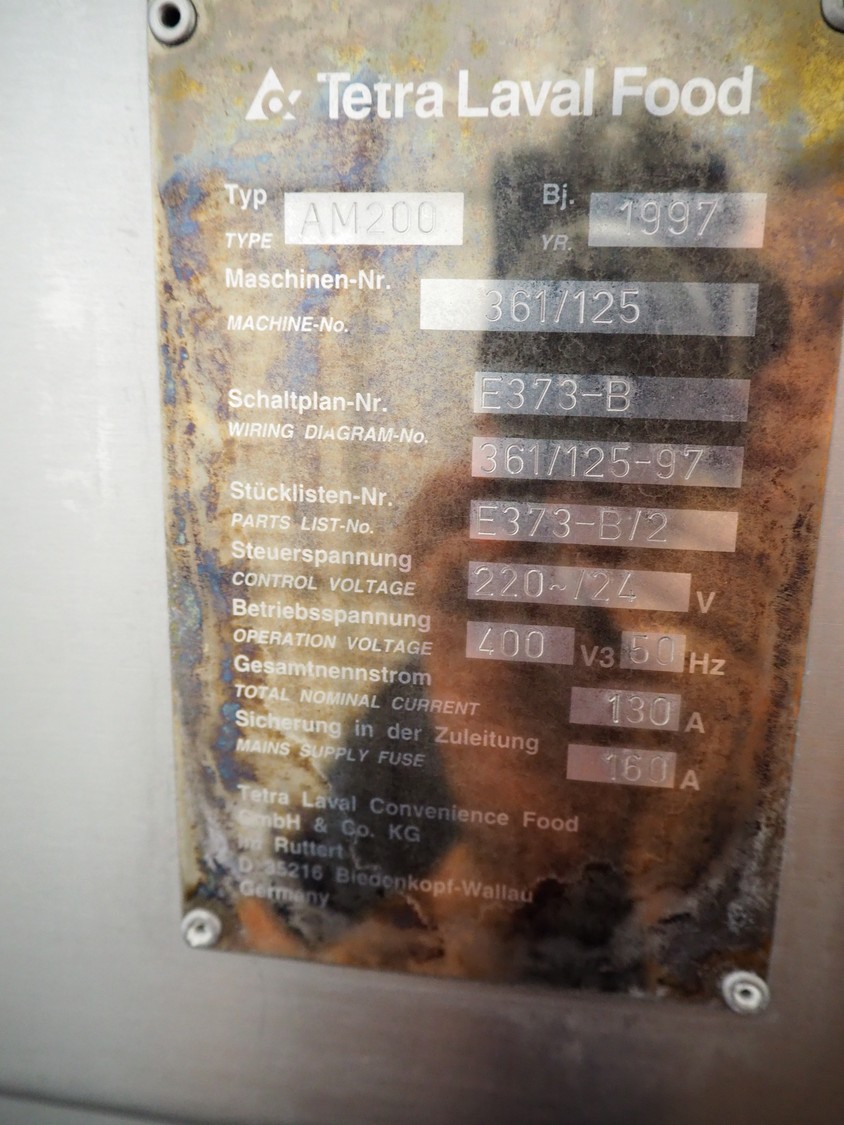 Tetra Laval Food
Typ AM200 Bj. 1997
TYPE YR.
Maschinen-Nr. 361/125
MACHINE-No.
Schaltplan-Nr. E373-B
WIRING DIAGRAM-No.
361/125-97
Stücklisten-Nr. E373-B/2
PARTS LIST-No.
Steuerspannung 220~/24 V
CONTROL VOLTAGE
Betriebsspannung 400 V3 50 Hz
OPERATION VOLTAGE
Gesamtnennstrom 130 A
TOTAL NOMINAL CURRENT
Sicherung in der Zuleitung 160 A
MAINS SUPPLY FUSE
Tetra Laval Convenience Food
GmbH & Co. KG
Im Ruttert
D 35216 Biedenkopf-Wallau
Germany